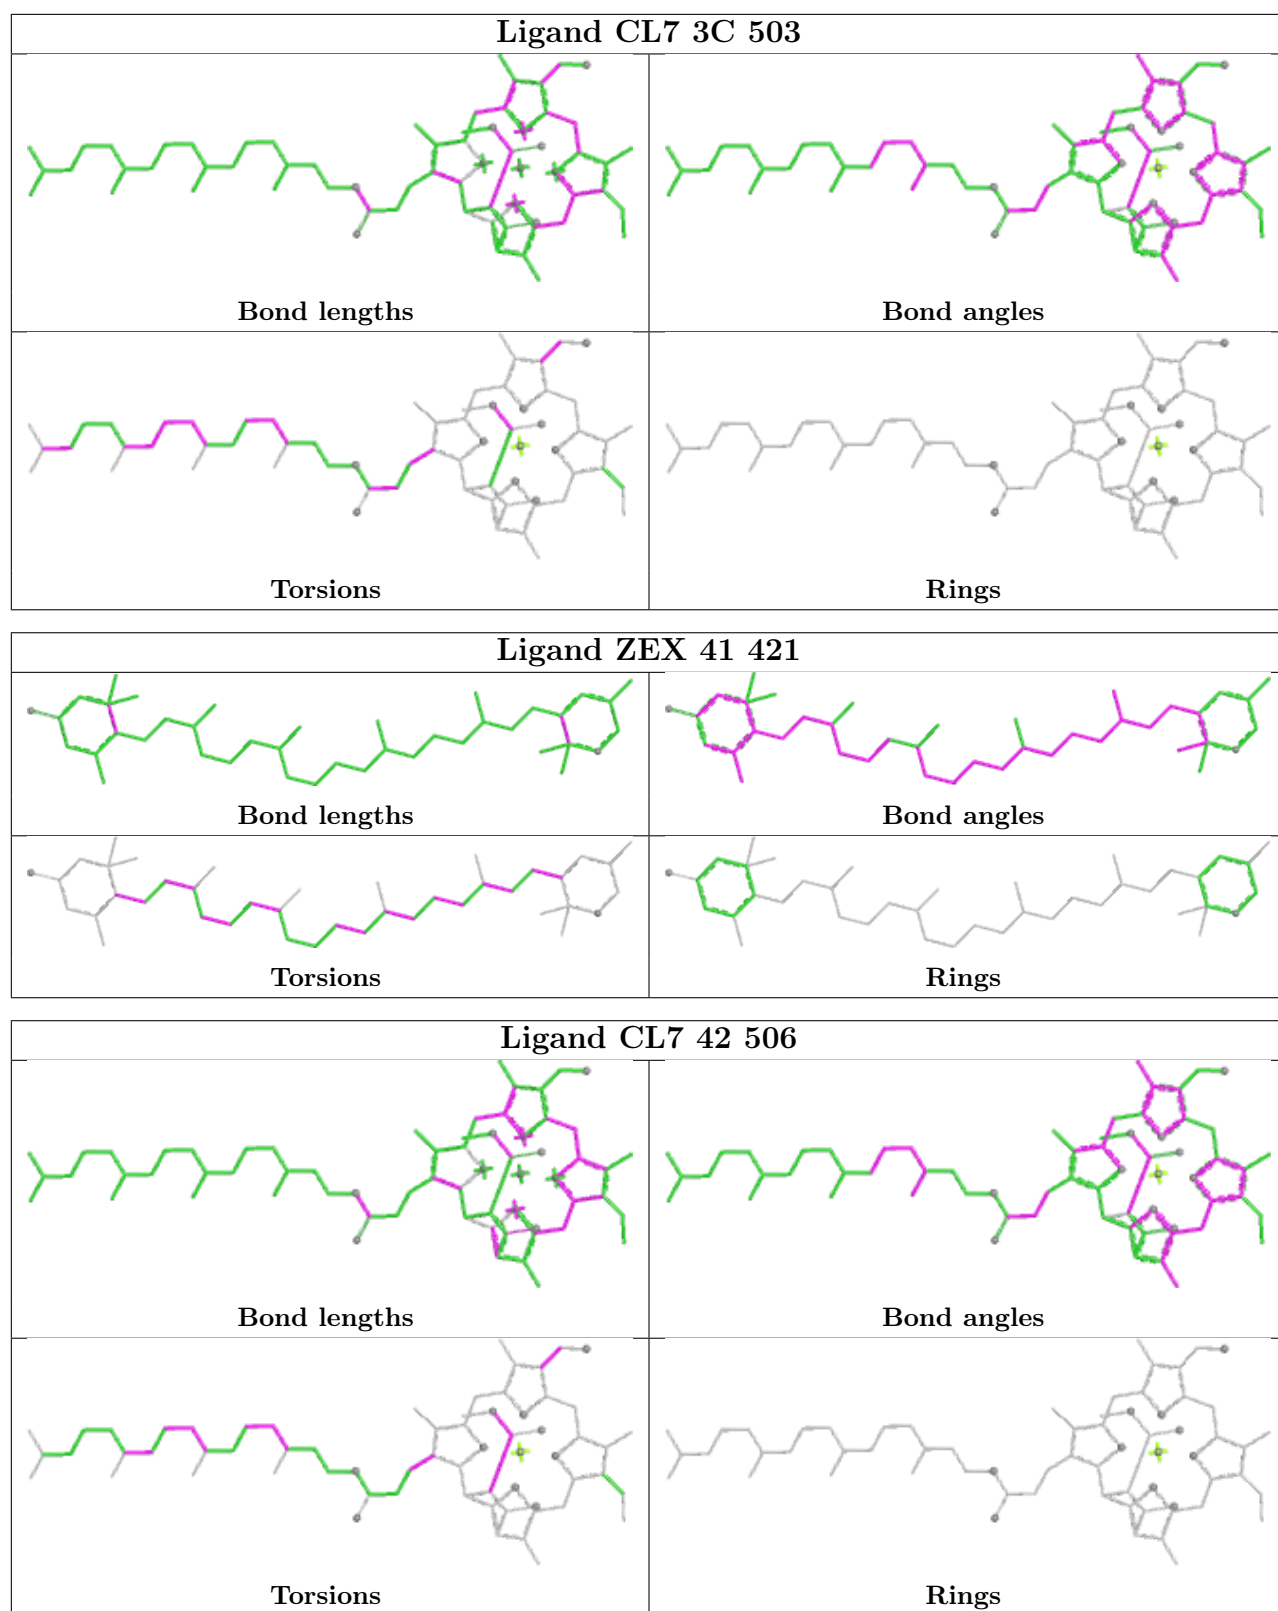 Ligand CL7 3C 503
Bond lengths
Bond angles
Torsions
Rings
Ligand ZEX 41 421
Bond lengths
Bond angles
Torsions
Rings
Ligand CL7 42 506
Bond lengths
Bond angles
Torsions
Rings